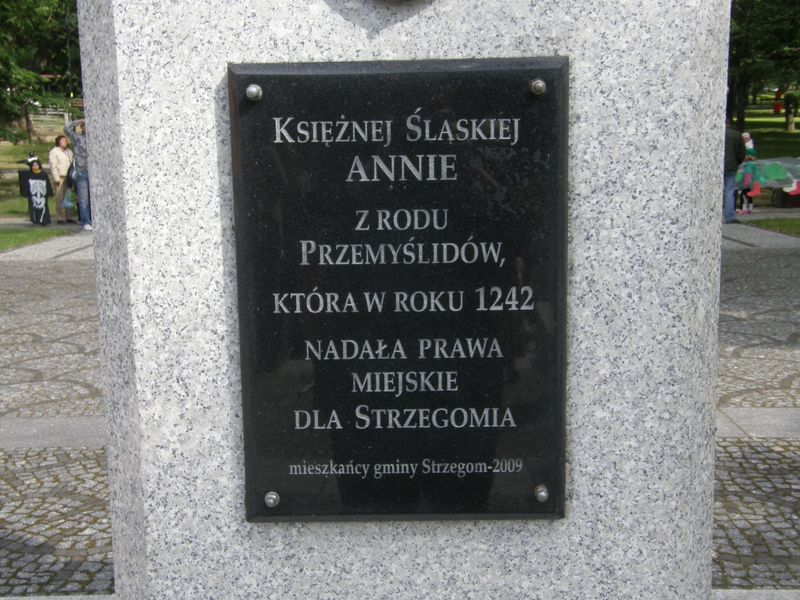 KSIĘŻNEJ ŚLĄSKIEJ
ANNIE
Z RODU
PRZEMYŚLIDÓW,
KTÓRA W ROKU 1242
NADAŁA PRAWA
MIEJSKIE
DLA STRZEGOMIA
mieszkańcy gminy Strzegom-2009